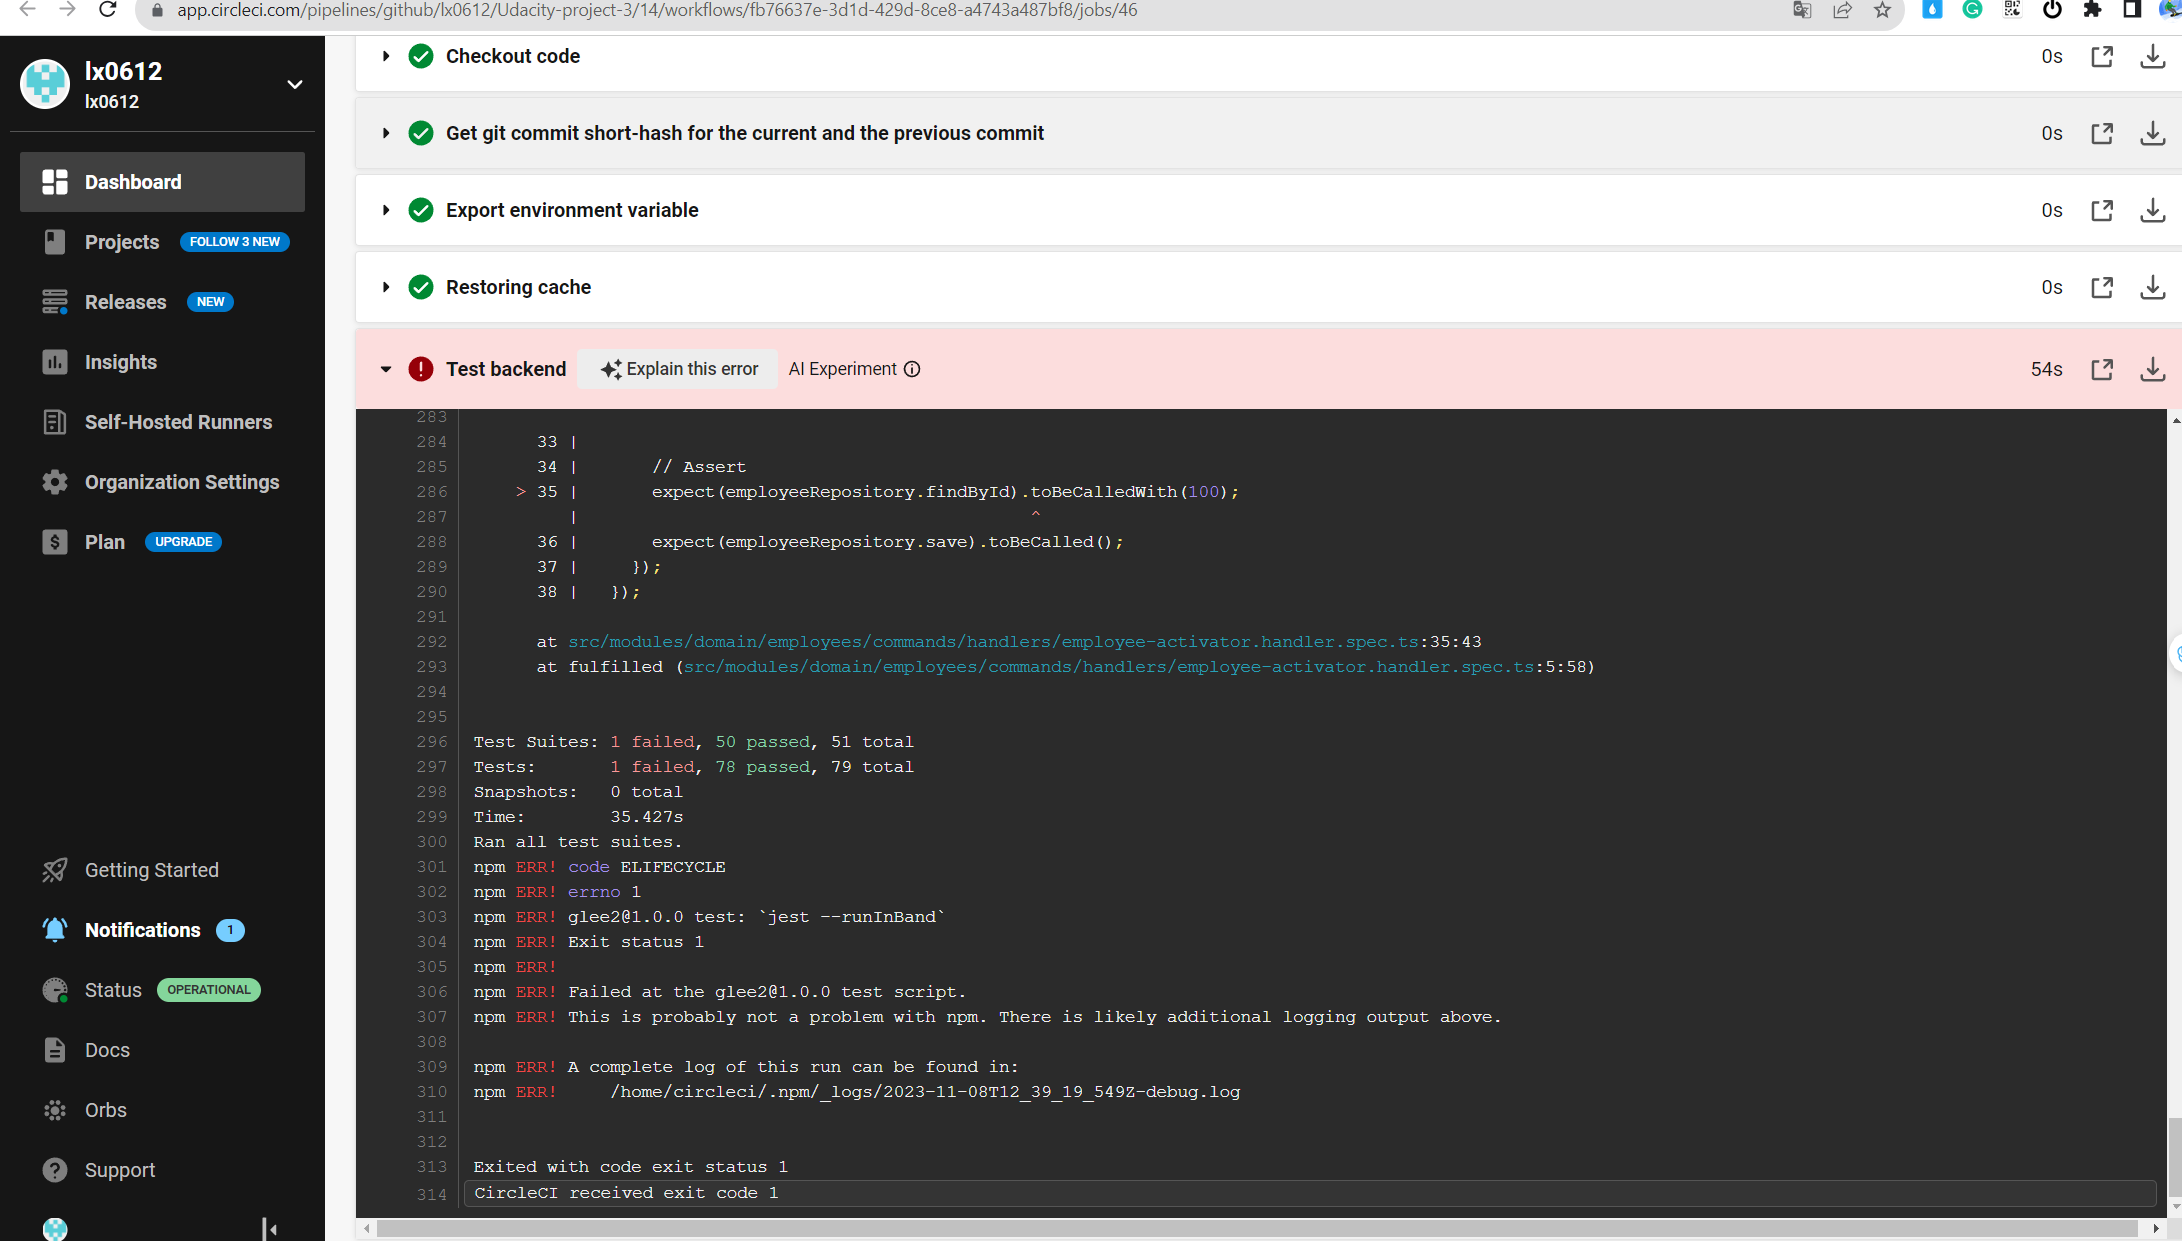 app.circleci.com/pipelines/github/lx0612/Udacity-project-3/14/workflows/fb76637e-3d1d-429d-8ce8-a4743a487bf8/jobs/46
lx0612
lx0612
Dashboard
Projects FOLLOW 3 NEW
Releases NEW
Insights
Self-Hosted Runners
Organization Settings
Plan UPGRADE
Getting Started
Notifications 1
Status OPERATIONAL
Docs
Orbs
Support
Checkout code 0s
Get git commit short-hash for the current and the previous commit 0s
Export environment variable 0s
Restoring cache 0s
Test backend Explain this error AI Experiment 54s
283
284 33 |
285 34 | // Assert
286 > 35 | expect(employeeRepository.findById).toBeCalledWith(100);
287 | ^
288 36 | expect(employeeRepository.save).toBeCalled();
289 37 | });
290 38 | });
291
292 at src/modules/domain/employees/commands/handlers/employee-activator.handler.spec.ts:35:43
293 at fulfilled (src/modules/domain/employees/commands/handlers/employee-activator.handler.spec.ts:5:58)
294
295
296 Test Suites: 1 failed, 50 passed, 51 total
297 Tests: 1 failed, 78 passed, 79 total
298 Snapshots: 0 total
299 Time: 35.427s
300 Ran all test suites.
301 npm ERR! code ELIFECYCLE
302 npm ERR! errno 1
303 npm ERR! glee2@1.0.0 test: `jest --runInBand`
304 npm ERR! Exit status 1
305 npm ERR!
306 npm ERR! Failed at the glee2@1.0.0 test script.
307 npm ERR! This is probably not a problem with npm. There is likely additional logging output above.
308
309 npm ERR! A complete log of this run can be found in:
310 npm ERR! /home/circleci/.npm/_logs/2023-11-08T12_39_19_549Z-debug.log
311
312
313 Exited with code exit status 1
314 CircleCI received exit code 1